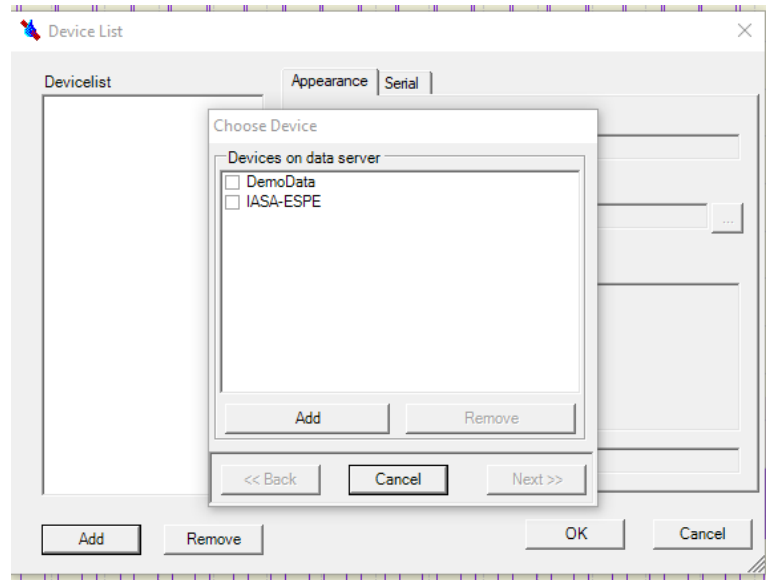 Device List
Devicelist
Appearance
Serial
Choose Device
Devices on data server
DemoData
IASA-ESPE
...
Add
Remove
<< Back
Cancel
Next >>
Add
Remove
OK
Cancel